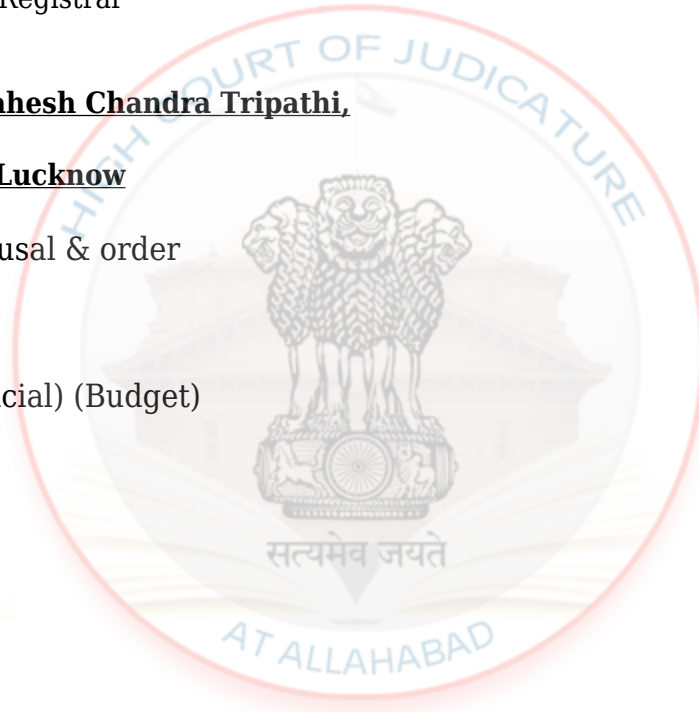 Registrar
HIGH COURT OF JUDICATURE
ahesh Chandra Tripathi,
Lucknow
usal & order
cial) (Budget)
सत्यमेव जयते
AT ALLAHABAD